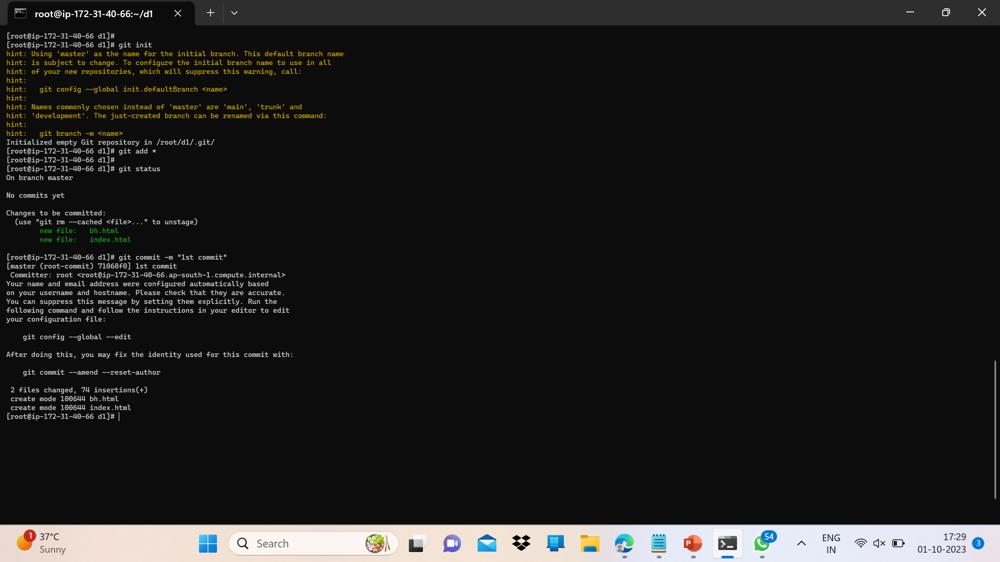 root@ip-172-31-40-66:~/d1
[root@ip-172-31-40-66 d1]#
[root@ip-172-31-40-66 d1]# git init
hint: Using 'master' as the name for the initial branch. This default branch name
hint: is subject to change. To configure the initial branch name to use in all
hint: of your new repositories, which will suppress this warning, call:
hint:
hint:   git config --global init.defaultBranch <name>
hint:
hint: Names commonly chosen instead of 'master' are 'main', 'trunk' and
hint: 'development'. The just-created branch can be renamed via this command:
hint:
hint:   git branch -m <name>
Initialized empty Git repository in /root/d1/.git/
[root@ip-172-31-40-66 d1]# git add *
[root@ip-172-31-40-66 d1]#
[root@ip-172-31-40-66 d1]# git status
On branch master
No commits yet
Changes to be committed:
  (use "git rm --cached <file>..." to unstage)
        new file:   bh.html
        new file:   index.html
[root@ip-172-31-40-66 d1]# git commit -m "1st commit"
[master (root-commit) 71068f0] 1st commit
 Committer: root <root@ip-172-31-40-66.ap-south-1.compute.internal>
Your name and email address were configured automatically based
on your username and hostname. Please check that they are accurate.
You can suppress this message by setting them explicitly. Run the
following command and follow the instructions in your editor to edit
your configuration file:
    git config --global --edit
After doing this, you may fix the identity used for this commit with:
    git commit --amend --reset-author
 2 files changed, 74 insertions(+)
 create mode 100644 bh.html
 create mode 100644 index.html
[root@ip-172-31-40-66 d1]#
1
37°C
Sunny
Search
P
54
ENG
IN
17:29
01-10-2023
3